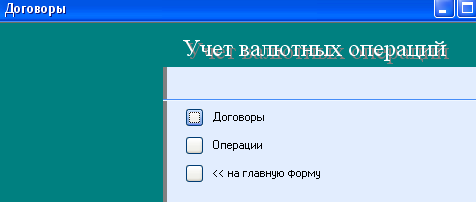 Договоры
Учет валютных операций
Договоры
Операции
<< на главную форму